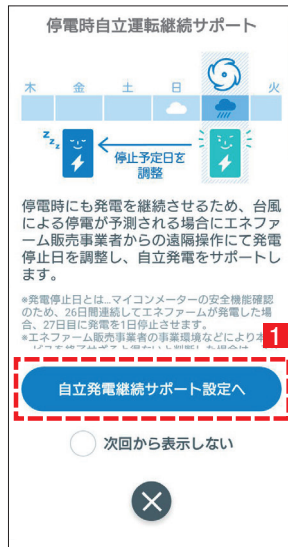 停電時自立運転継続サポート
木 金 土 日 火
zzz
停止予定日を
調整
停電時にも発電を継続させるため、台風
による停電が予測される場合にエネファ
ーム販売事業者からの遠隔操作にて発電
停止日を調整し、自立発電をサポートし
ます。
*発電停止日とは...マイコンメーターの安全機能確認
のため、26日間連続してエネファームが発電した場
合、27日目に発電を1日停止させます。
*エネファーム販売事業者の事業環境などにより本
1
自立発電継続サポート設定へ
次回から表示しない